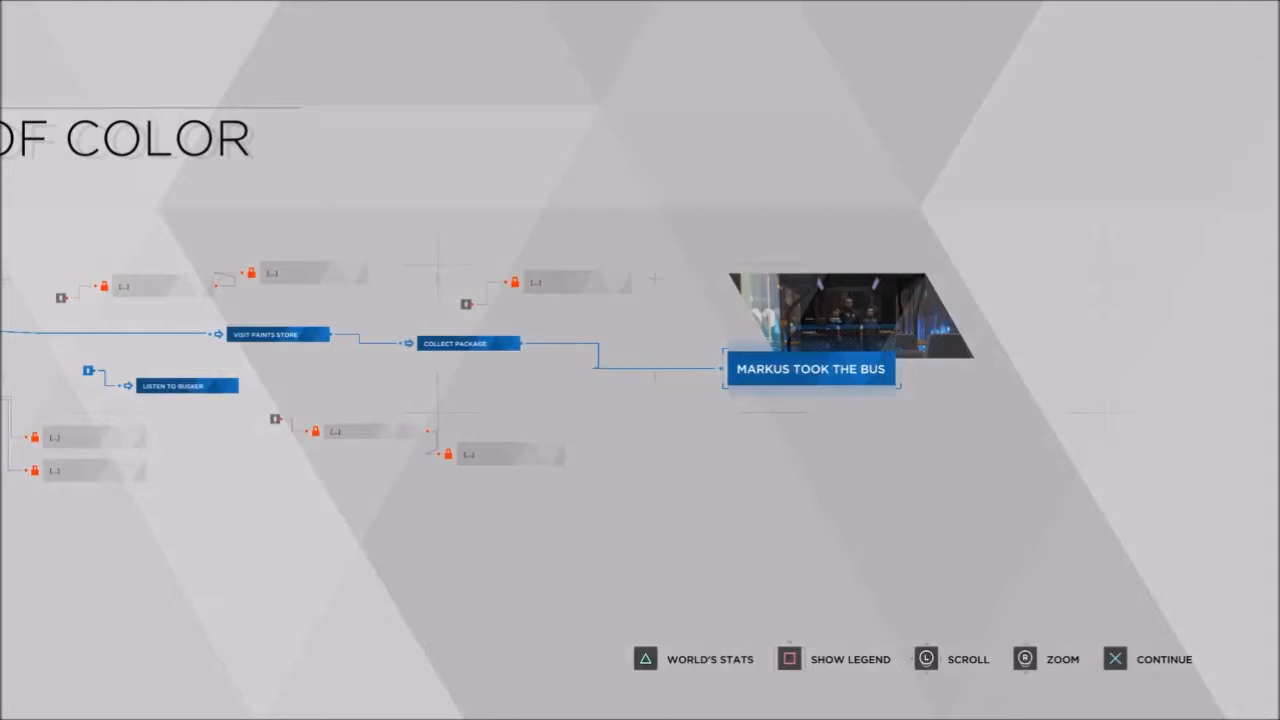 OF COLOR
[...]
[...]
[...]
VISIT PAINTS STORE
COLLECT PACKAGE
MARKUS TOOK THE BUS
LISTEN TO BUSKER
[...]
[...]
[...]
[...]
WORLD'S STATS
SHOW LEGEND
L
SCROLL
R
ZOOM
CONTINUE